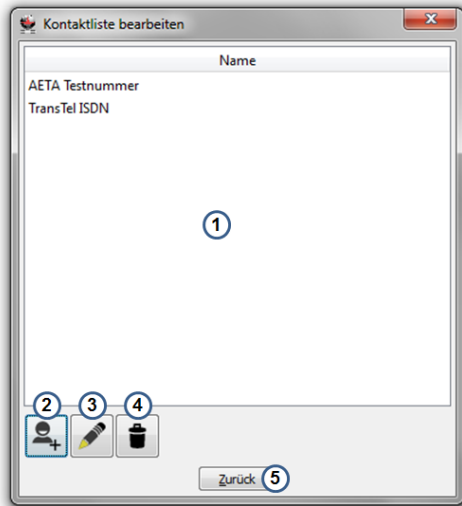 Kontaktliste bearbeiten
Name
AETA Testnummer
TransTel ISDN
1
2 3 4
Zurück 5